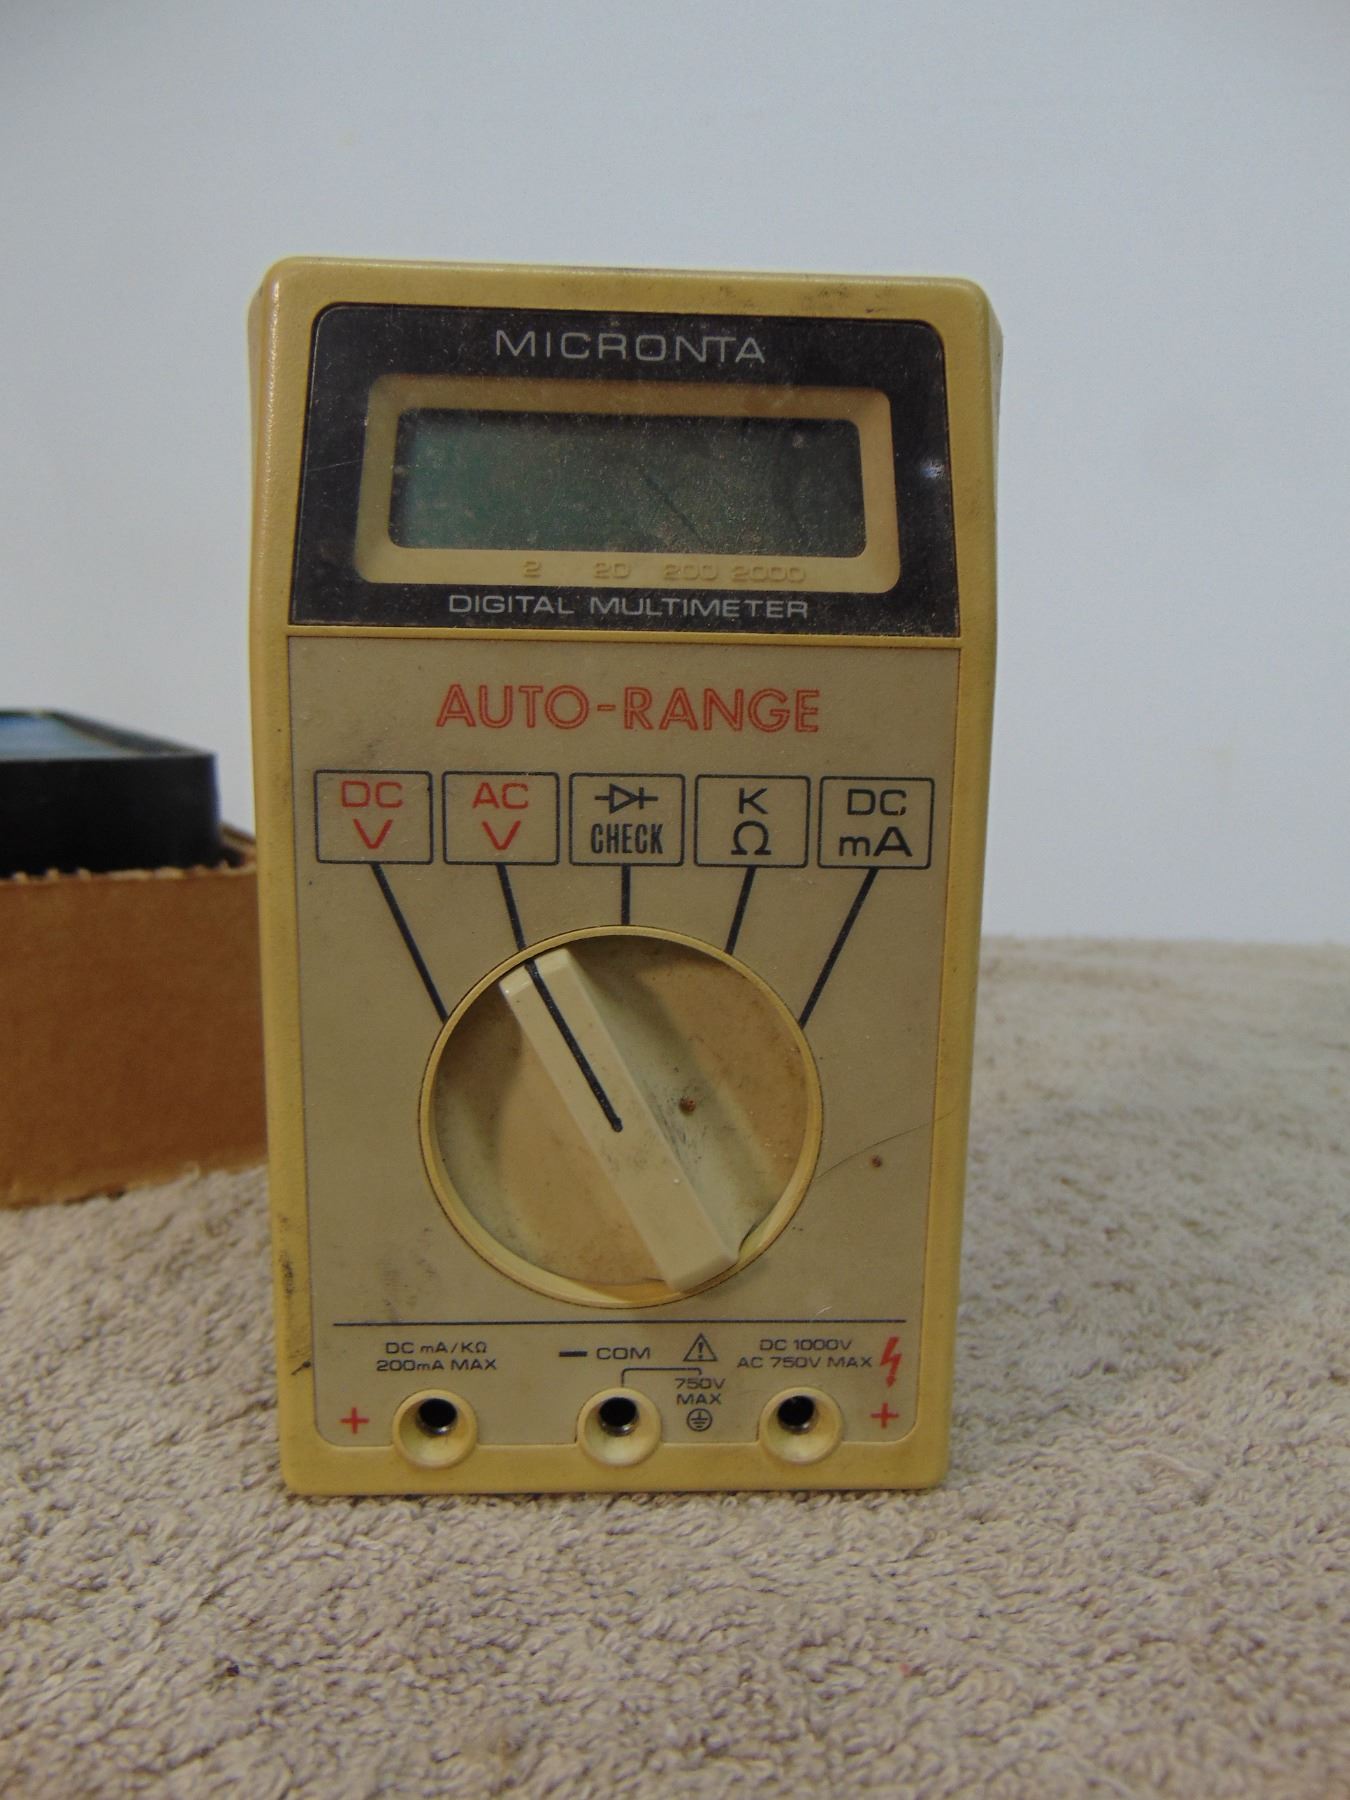 MICRONTA
2 20 200 2000
DIGITAL MULTIMETER
AUTO-RANGE
DC V
AC V
CHECK
K Ω
DC mA
DC mA/KΩ
200mA MAX
COM
750V
MAX
DC 1000V
AC 750V MAX
+
+